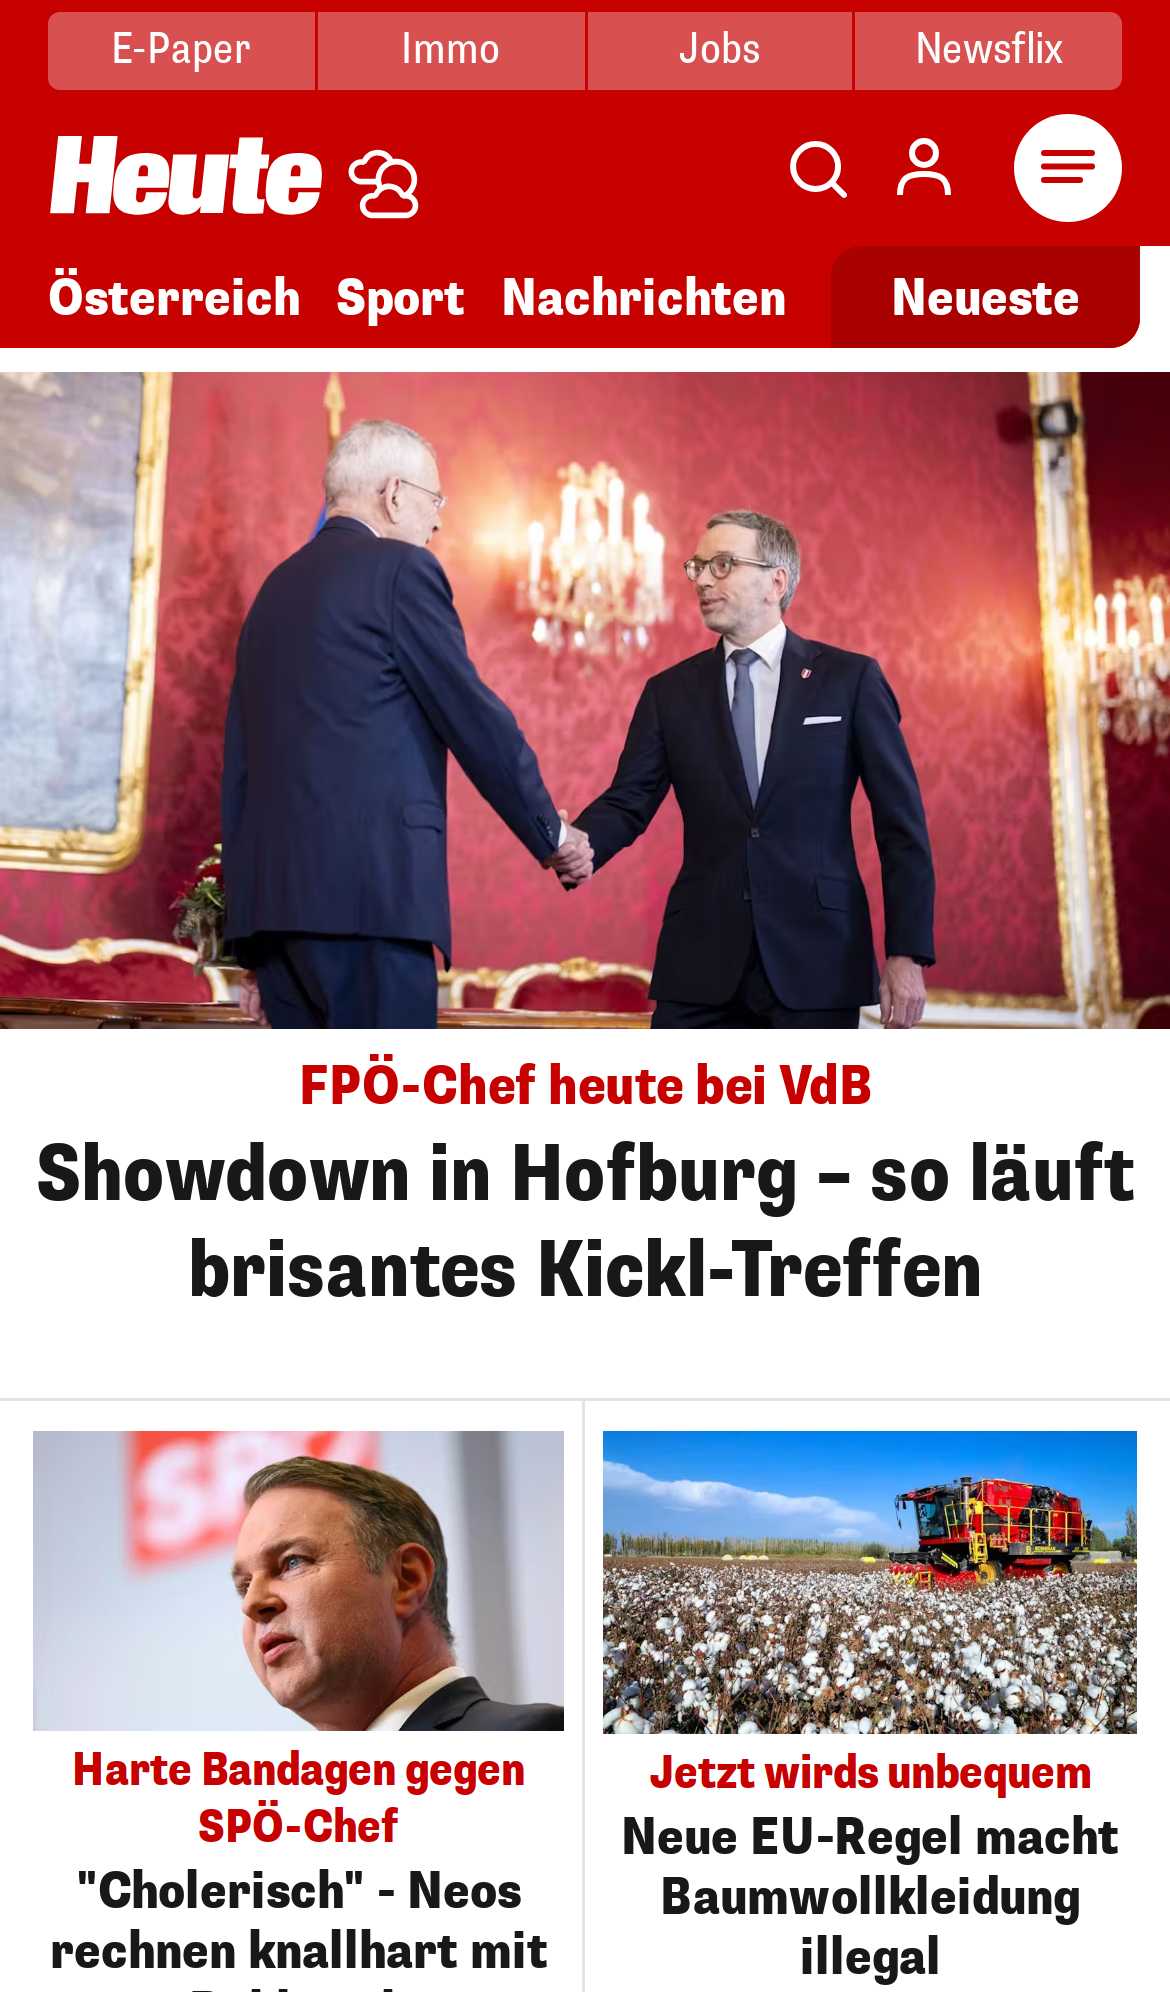 E-Paper
Immo
Jobs
Newsflix
Heute
Österreich
Sport
Nachrichten
Neueste
FPÖ-Chef heute bei VdB
Showdown in Hofburg – so läuft
brisantes Kickl-Treffen
SPÖ
Harte Bandagen gegen
SPÖ-Chef
"Cholerisch" - Neos
rechnen knallhart mit
Jetzt wirds unbequem
Neue EU-Regel macht
Baumwollkleidung
illegal